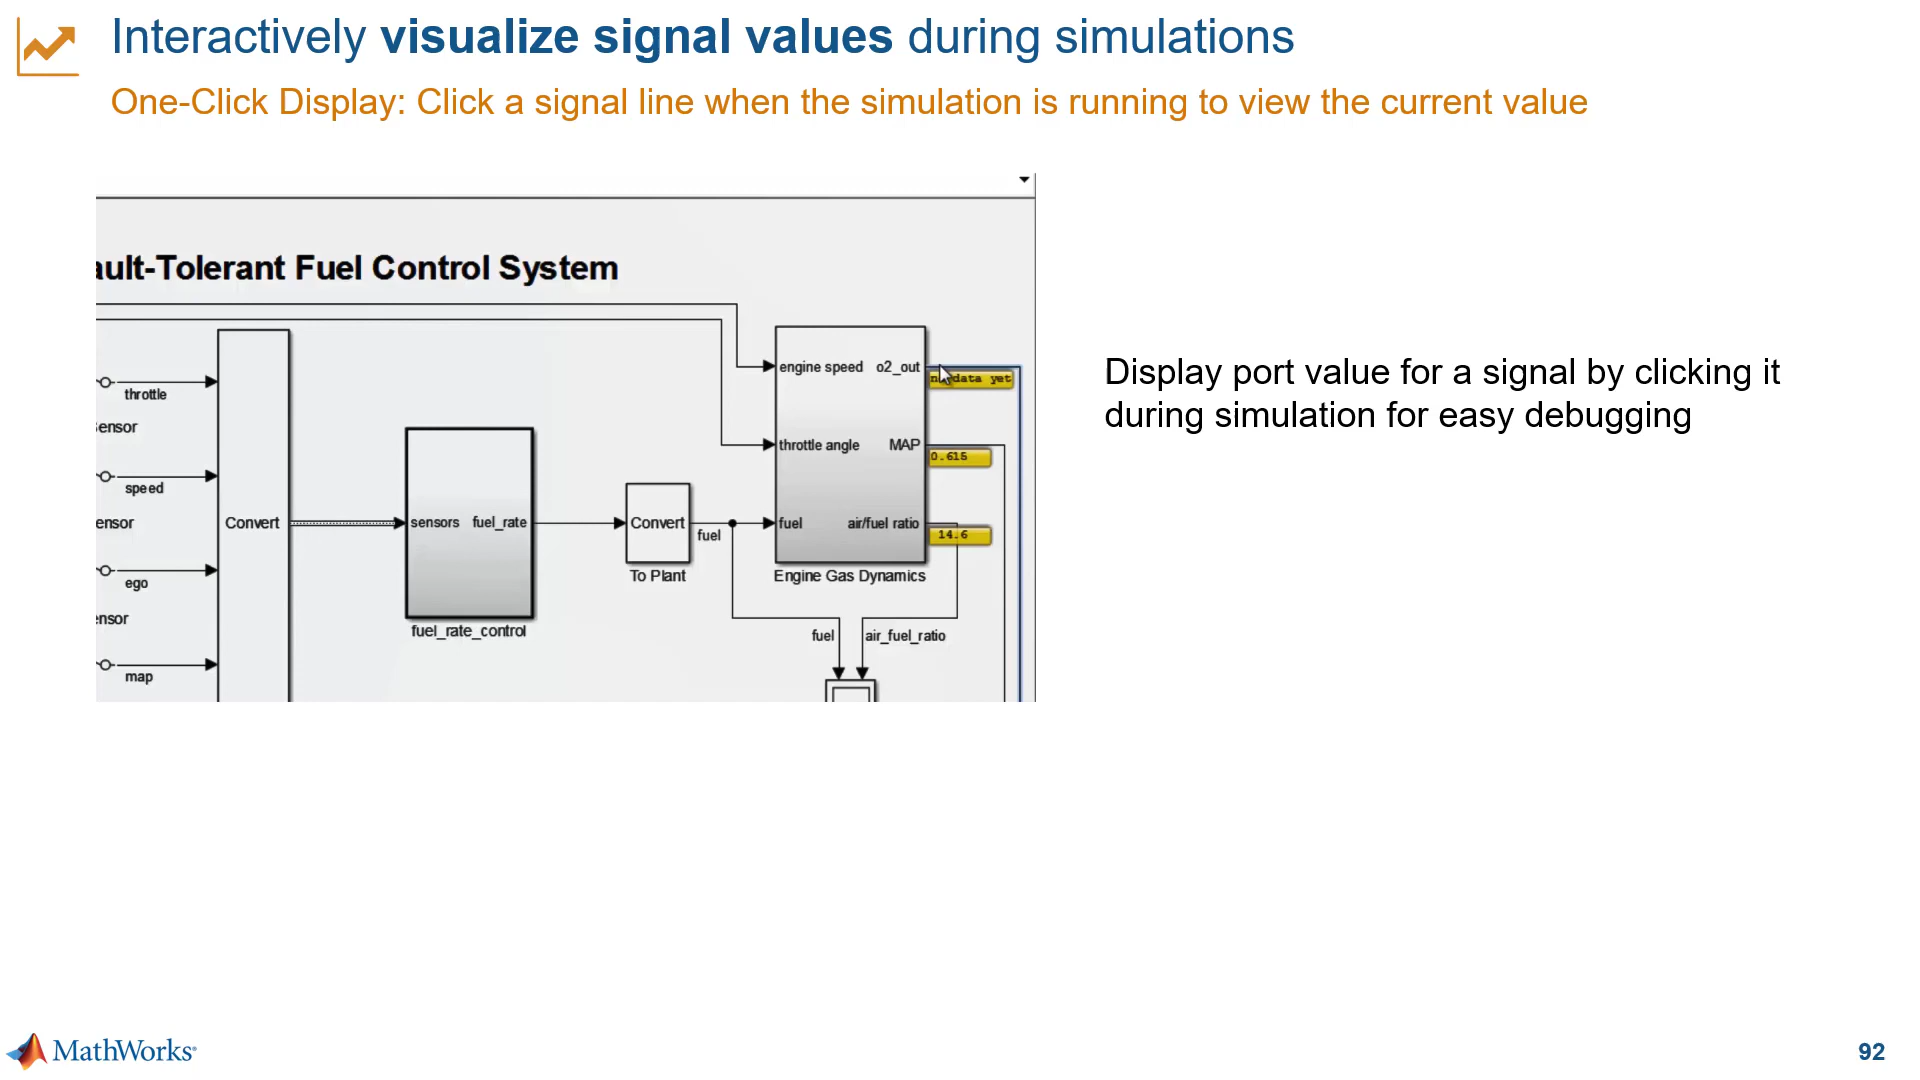 Interactively visualize signal values during simulations
One-Click Display: Click a signal line when the simulation is running to view the current value
ault-Tolerant Fuel Control System
throttle
ensor
speed
ensor
ego
ensor
map
Convert
sensors fuel_rate
fuel_rate_control
Convert
To Plant
fuel
engine speed o2_out
throttle angle MAP
fuel air/fuel ratio
Engine Gas Dynamics
data yet
0.615
14.6
fuel
air_fuel_ratio
Display port value for a signal by clicking it
during simulation for easy debugging
MathWorks®
92